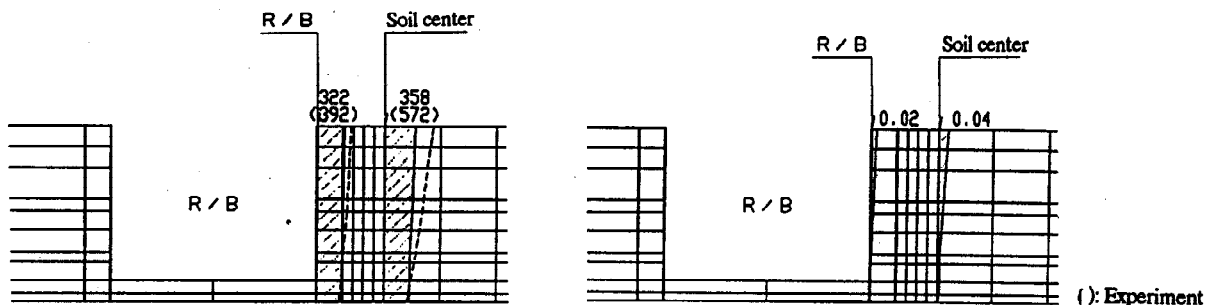 R / B
Soil center
322
(392)
358
(572)
R / B
R / B
Soil center
0.02
0.04
R / B
( ): Experiment